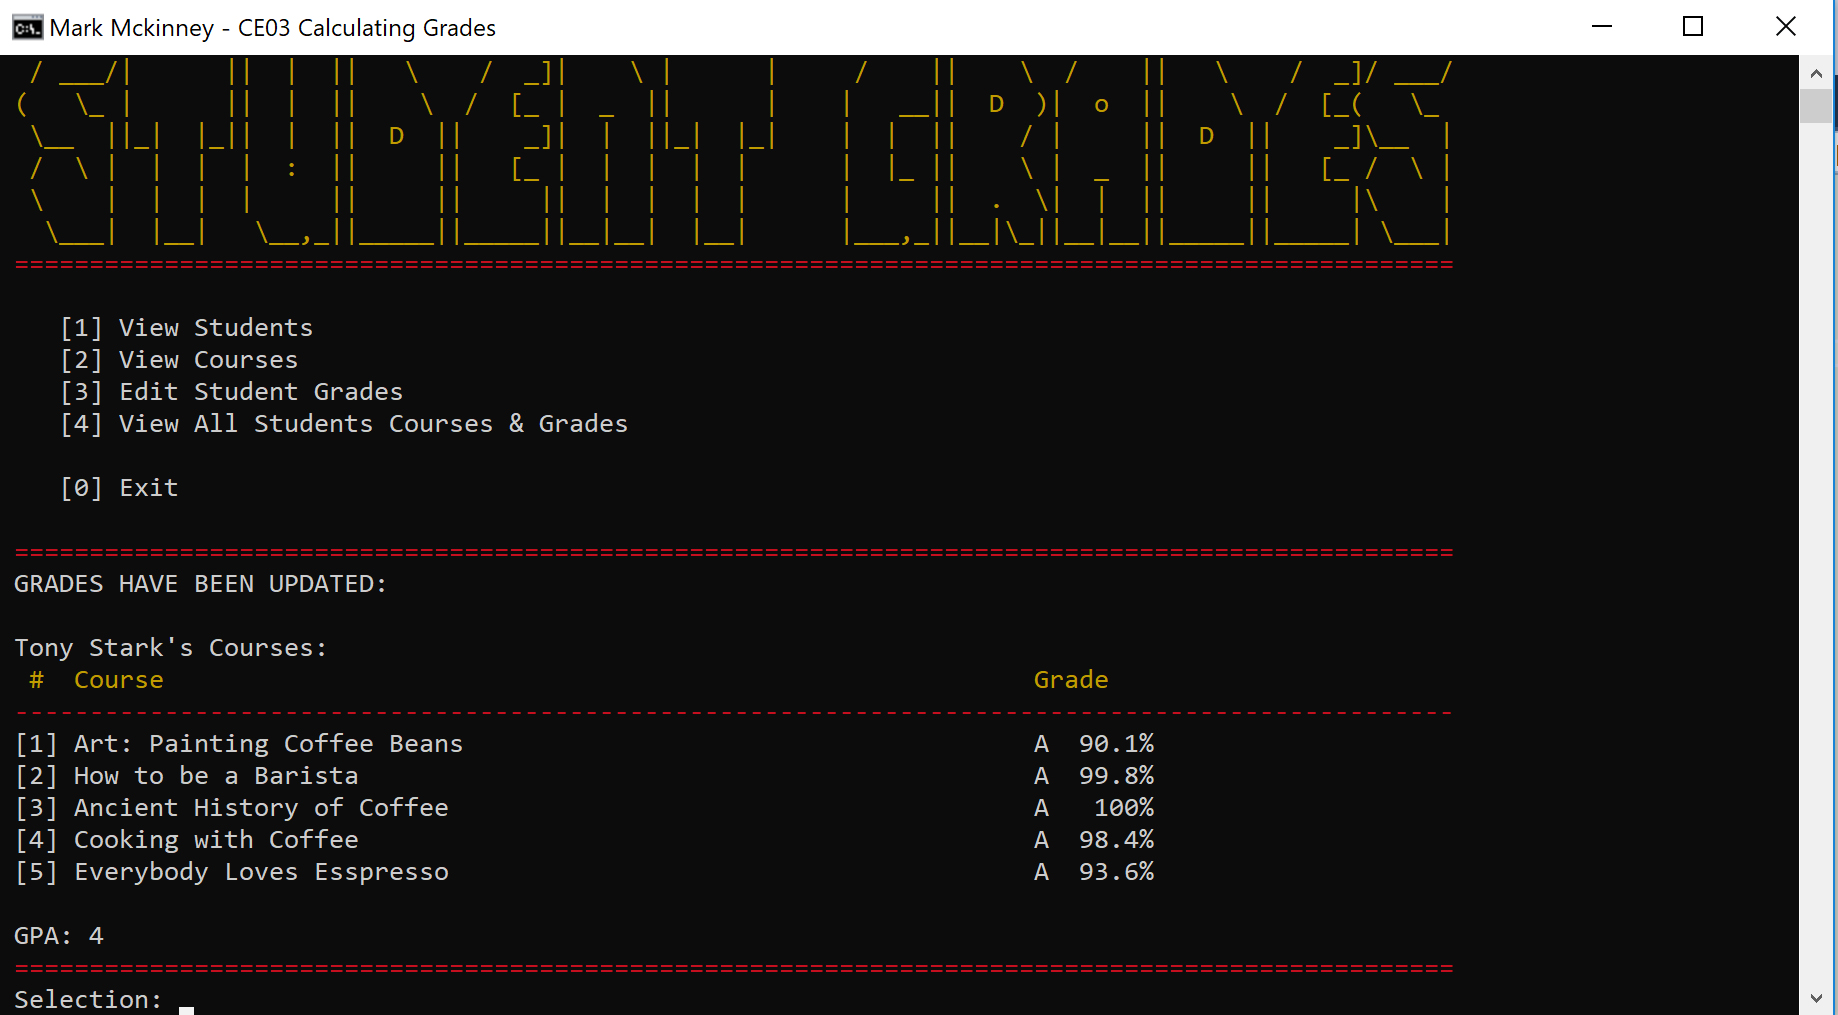 Mark Mckinney - CE03 Calculating Grades
STUDENT GRADES
[1] View Students
[2] View Courses
[3] Edit Student Grades
[4] View All Students Courses & Grades
[0] Exit
GRADES HAVE BEEN UPDATED:
Tony Stark's Courses:
# Course Grade
[1] Art: Painting Coffee Beans A 90.1%
[2] How to be a Barista A 99.8%
[3] Ancient History of Coffee A 100%
[4] Cooking with Coffee A 98.4%
[5] Everybody Loves Esspresso A 93.6%
GPA: 4
Selection: